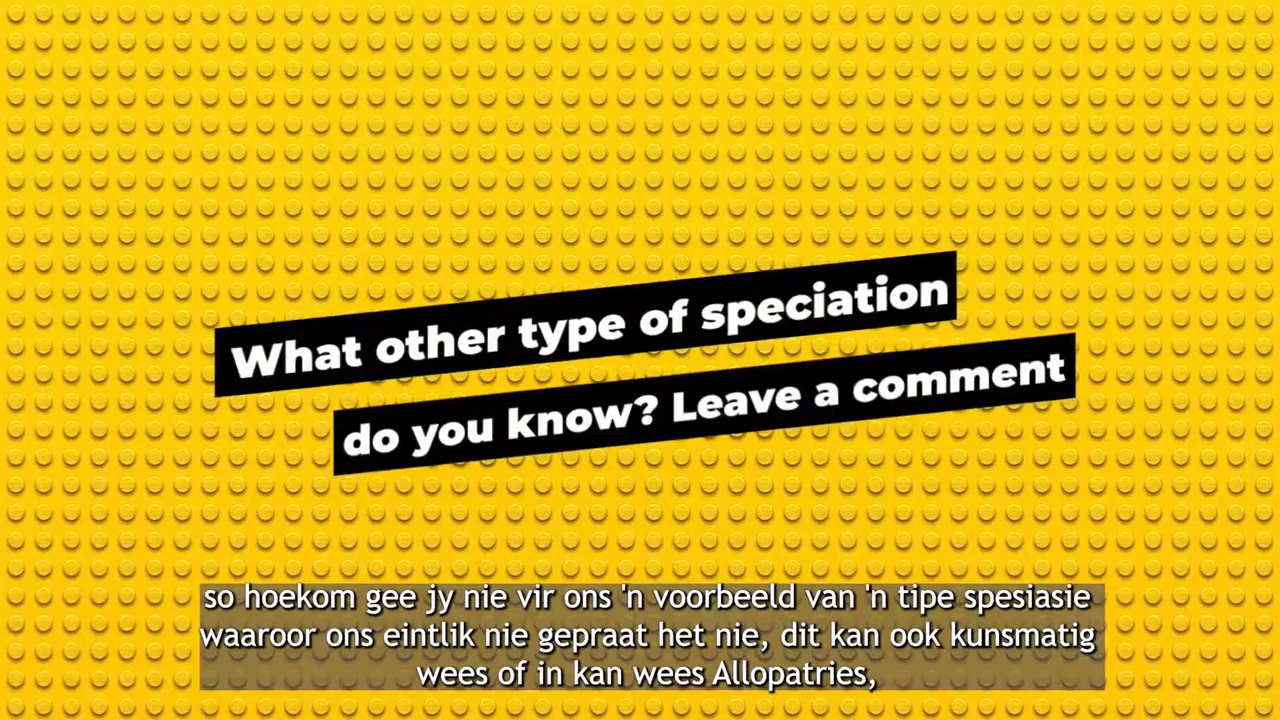 What other type of speciation
do you know? Leave a comment
so hoekom gee jy nie vir ons 'n voorbeeld van 'n tipe spesiasie
waaroor ons eintlik nie gepraat het nie, dit kan ook kunsmatig
wees of in kan wees Allopatries,